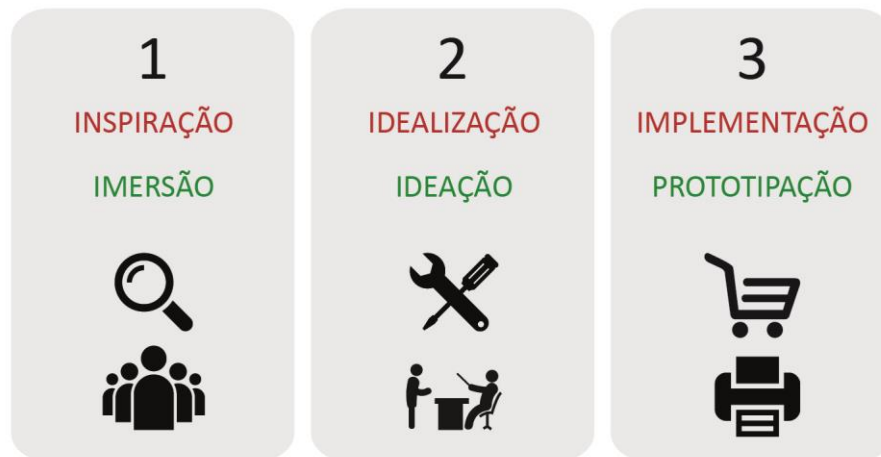 1
INSPIRAÇÃO
IMERSÃO
2
IDEALIZAÇÃO
IDEAÇÃO
3
IMPLEMENTAÇÃO
PROTOTIPAÇÃO